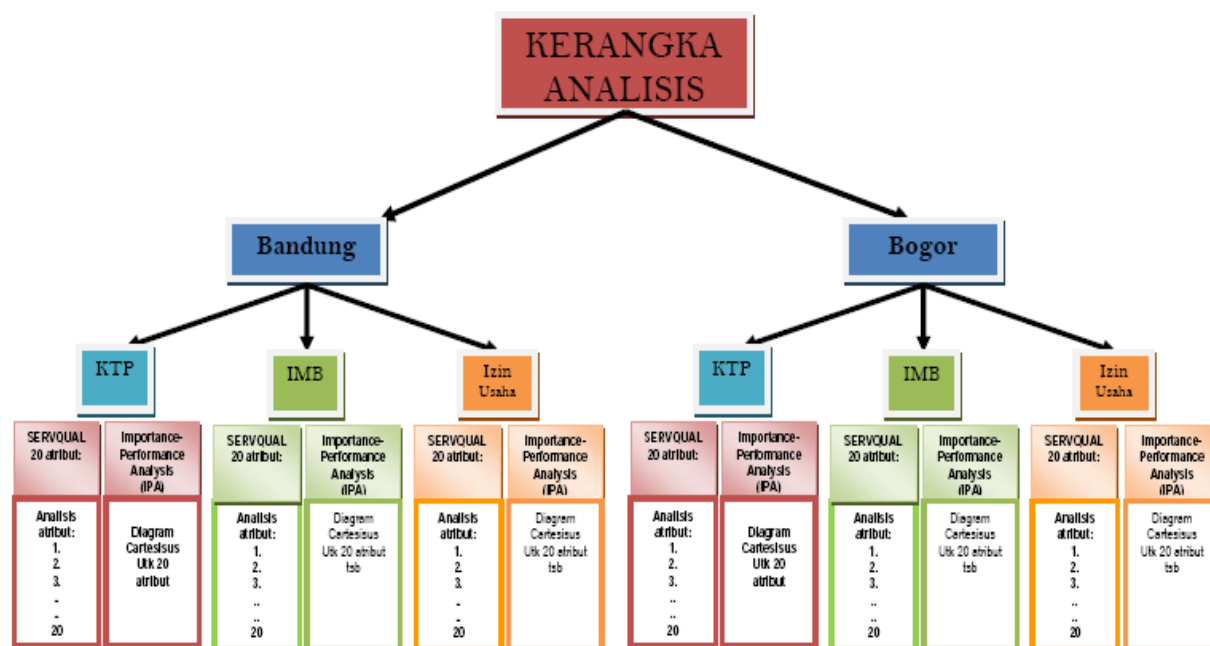 KERANGKA
ANALISIS
Bandung
Bogor
KTP
IMB
Izin
Usaha
KTP
IMB
Izin
Usaha
SERVQUAL
20 atribut:
Importance-
Performance
Analysis
(IPA)
SERVQUAL
20 atribut:
Importance-
Performance
Analysis
(IPA)
SERVQUAL
20 atribut:
Importance-
Performance
Analysis
(IPA)
SERVQUAL
20 atribut:
Importance-
Performance
Analysis
(IPA)
SERVQUAL
20 atribut:
Importance-
Performance
Analysis
(IPA)
SERVQUAL
20 atribut:
Importance-
Performance
Analysis
(IPA)
Analisis
atribut:
1.
2.
3.
..
..
20
Diagram
Cartesisus
Utk 20
atribut
Analisis
atribut:
1.
2.
3.
..
..
20
Diagram
Cartesisus
Utk 20 atribut
tsb
Analisis
atribut:
1.
2.
3.
..
..
20
Diagram
Cartesisus
Utk 20 atribut
tsb
Analisis
atribut:
1.
2.
3.
..
..
20
Diagram
Cartesisus
Utk 20
atribut
Analisis
atribut:
1.
2.
3.
..
..
20
Diagram
Cartesisus
Utk 20 atribut
tsb
Analisis
atribut:
1.
2.
3.
..
..
20
Diagram
Cartesisus
Utk 20 atribut
tsb